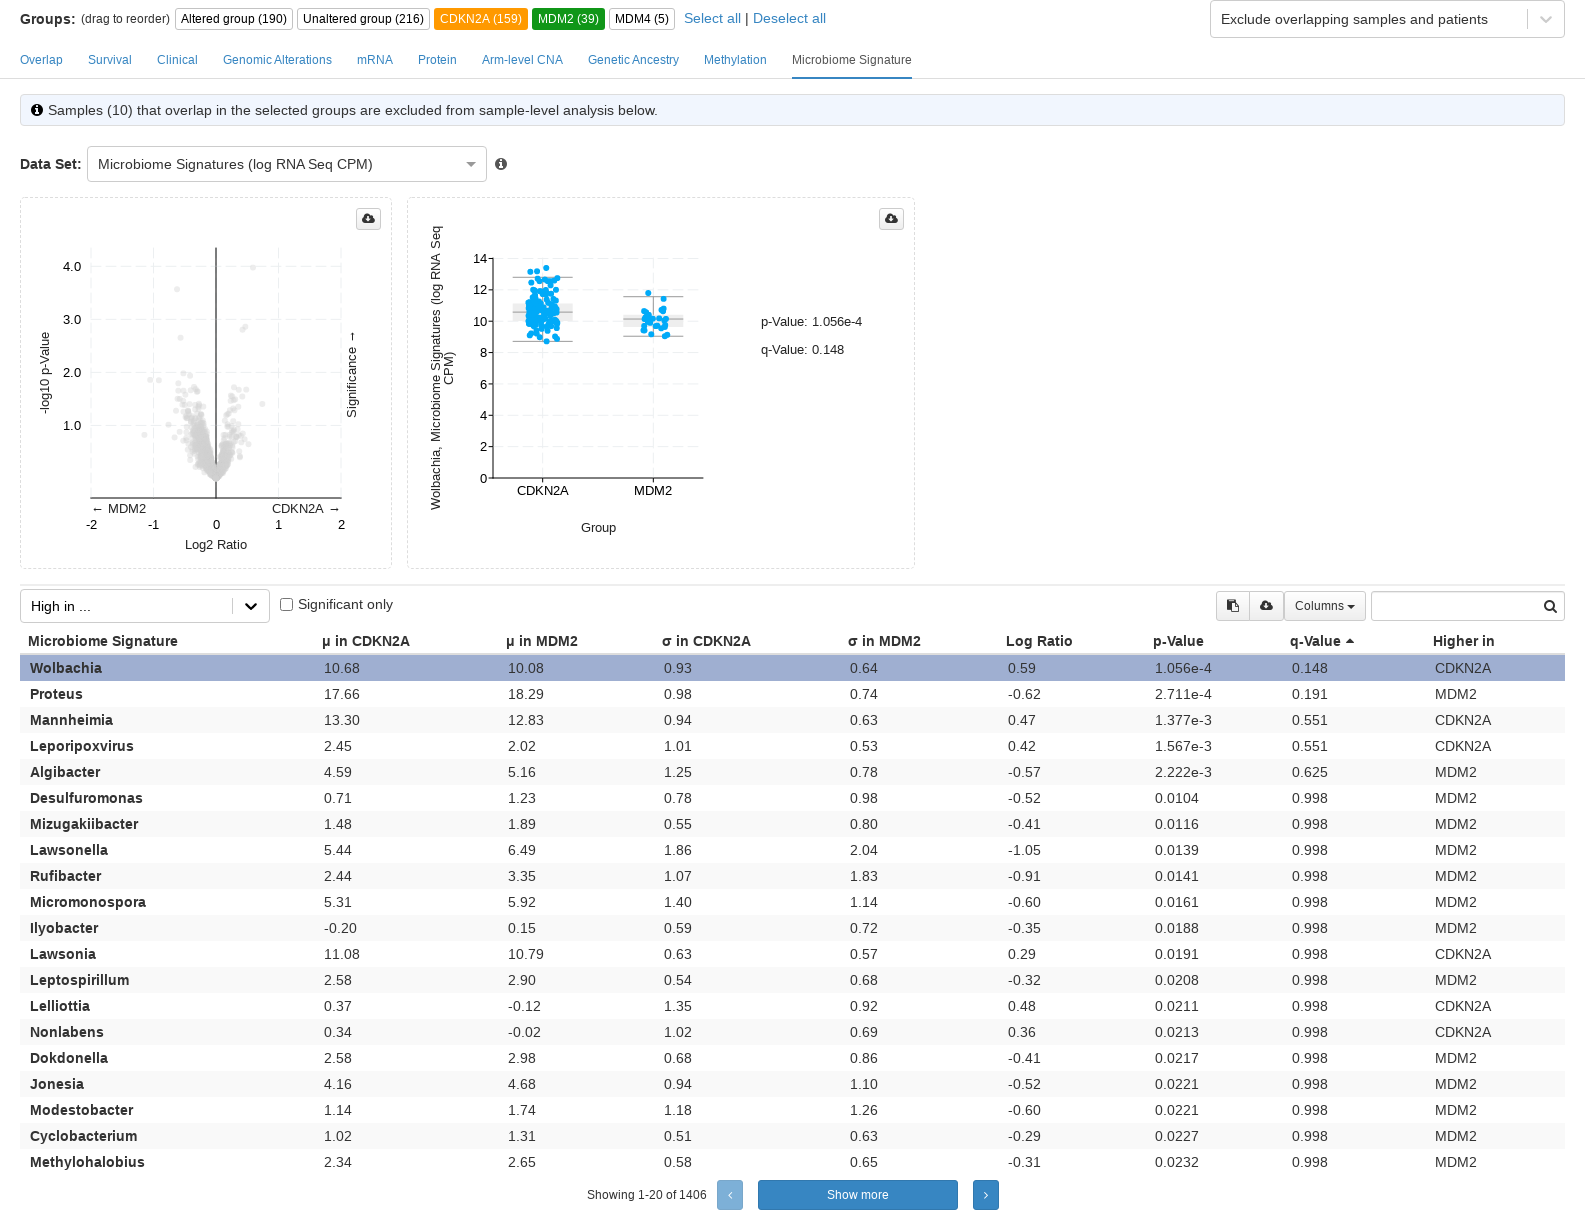 Groups: (drag to reorder) Altered group (190) Unaltered group (216) CDKN2A (159) MDM2 (39) MDM4 (5) Select all | Deselect all Exclude overlapping samples and patients
Overlap Survival Clinical Genomic Alterations mRNA Protein Arm-level CNA Genetic Ancestry Methylation Microbiome Signature
Samples (10) that overlap in the selected groups are excluded from sample-level analysis below.
Data Set: Microbiome Signatures (log RNA Seq CPM)
4.0
3.0
2.0
1.0
-log10 p-Value
Significance →
← MDM2 CDKN2A →
-2 -1 0 1 2
Log2 Ratio
Wolbachia, Microbiome Signatures (log RNA Seq
CPM)
14
12
10
8
6
4
2
0
CDKN2A MDM2
Group
p-Value: 1.056e-4
q-Value: 0.148
High in ... Significant only Columns
Microbiome Signature μ in CDKN2A μ in MDM2 σ in CDKN2A σ in MDM2 Log Ratio p-Value q-Value Higher in
Wolbachia 10.68 10.08 0.93 0.64 0.59 1.056e-4 0.148 CDKN2A
Proteus 17.66 18.29 0.98 0.74 -0.62 2.711e-4 0.191 MDM2
Mannheimia 13.30 12.83 0.94 0.63 0.47 1.377e-3 0.551 CDKN2A
Leporipoxvirus 2.45 2.02 1.01 0.53 0.42 1.567e-3 0.551 CDKN2A
Algibacter 4.59 5.16 1.25 0.78 -0.57 2.222e-3 0.625 MDM2
Desulfuromonas 0.71 1.23 0.78 0.98 -0.52 0.0104 0.998 MDM2
Mizugakiibacter 1.48 1.89 0.55 0.80 -0.41 0.0116 0.998 MDM2
Lawsonella 5.44 6.49 1.86 2.04 -1.05 0.0139 0.998 MDM2
Rufibacter 2.44 3.35 1.07 1.83 -0.91 0.0141 0.998 MDM2
Micromonospora 5.31 5.92 1.40 1.14 -0.60 0.0161 0.998 MDM2
Ilyobacter -0.20 0.15 0.59 0.72 -0.35 0.0188 0.998 MDM2
Lawsonia 11.08 10.79 0.63 0.57 0.29 0.0191 0.998 CDKN2A
Leptospirillum 2.58 2.90 0.54 0.68 -0.32 0.0208 0.998 MDM2
Lelliottia 0.37 -0.12 1.35 0.92 0.48 0.0211 0.998 CDKN2A
Nonlabens 0.34 -0.02 1.02 0.69 0.36 0.0213 0.998 CDKN2A
Dokdonella 2.58 2.98 0.68 0.86 -0.41 0.0217 0.998 MDM2
Jonesia 4.16 4.68 0.94 1.10 -0.52 0.0221 0.998 MDM2
Modestobacter 1.14 1.74 1.18 1.26 -0.60 0.0221 0.998 MDM2
Cyclobacterium 1.02 1.31 0.51 0.63 -0.29 0.0227 0.998 MDM2
Methylohalobius 2.34 2.65 0.58 0.65 -0.31 0.0232 0.998 MDM2
Showing 1-20 of 1406 ‹ Show more ›